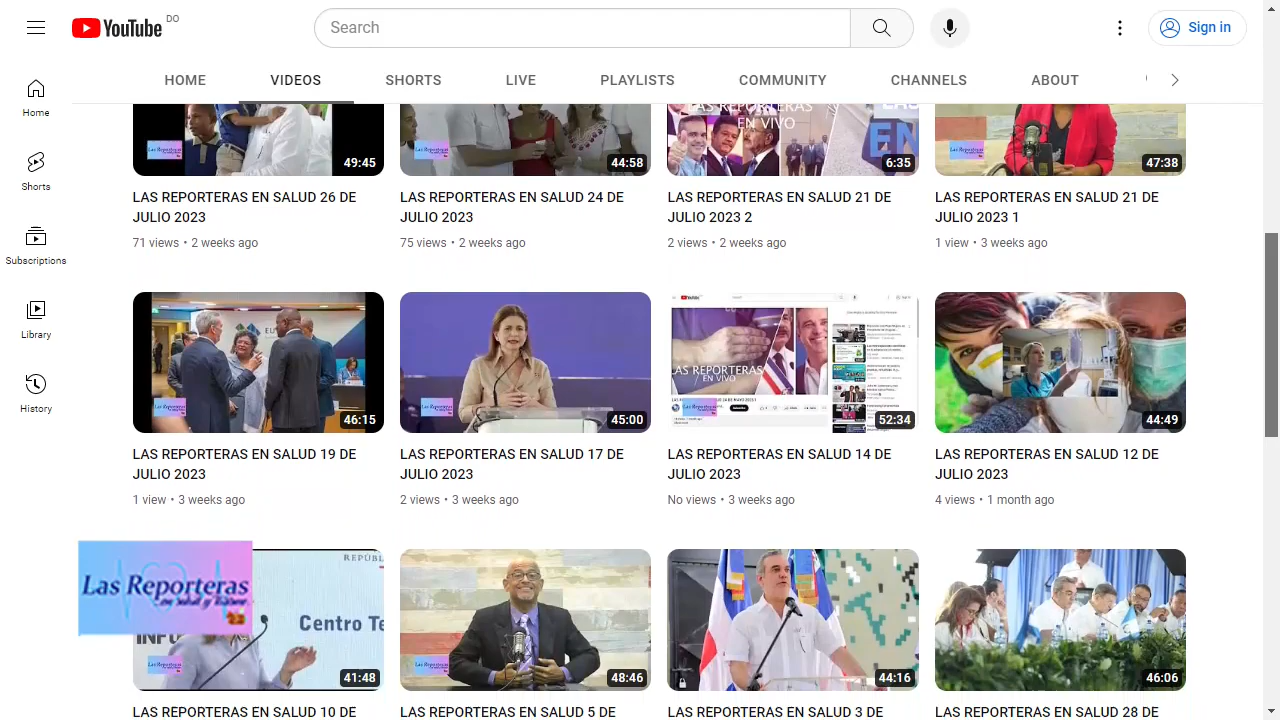 DO
YouTube
Search
Sign in
HOME
VIDEOS
SHORTS
LIVE
PLAYLISTS
COMMUNITY
CHANNELS
ABOUT
Home
Shorts
Subscriptions
Library
History
49:45
44:58
LAS REPORTERAS
EN VIVO
6:35
47:38
LAS REPORTERAS EN SALUD 26 DE
JULIO 2023
71 views • 2 weeks ago
LAS REPORTERAS EN SALUD 24 DE
JULIO 2023
75 views • 2 weeks ago
LAS REPORTERAS EN SALUD 21 DE
JULIO 2023 2
2 views • 2 weeks ago
LAS REPORTERAS EN SALUD 21 DE
JULIO 2023 1
1 view • 3 weeks ago
46:15
45:00
LAS REPORTERAS
EN VIVO
52:34
44:49
LAS REPORTERAS EN SALUD 19 DE
JULIO 2023
1 view • 3 weeks ago
LAS REPORTERAS EN SALUD 17 DE
JULIO 2023
2 views • 3 weeks ago
LAS REPORTERAS EN SALUD 14 DE
JULIO 2023
No views • 3 weeks ago
LAS REPORTERAS EN SALUD 12 DE
JULIO 2023
4 views • 1 month ago
Las Reporteras
REPÚBL
Centro Te
INFO
41:48
48:46
44:16
46:06
LAS REPORTERAS EN SALUD 10 DE
LAS REPORTERAS EN SALUD 5 DE
LAS REPORTERAS EN SALUD 3 DE
LAS REPORTERAS EN SALUD 28 DE